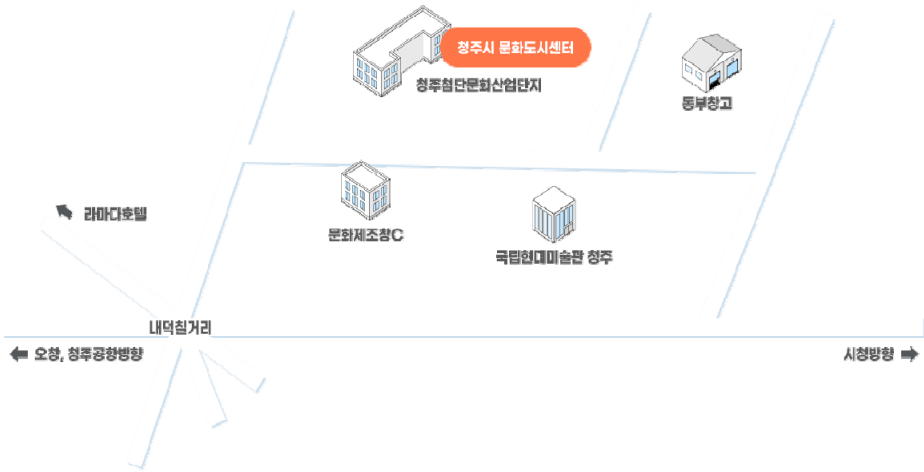 청주시 문화도시센터
청주첨단문화산업단지
동부창고
라마다호텔
문화제조창C
국립현대미술관 청주
내덕칠거리
오창, 청주공항방향
시청방향